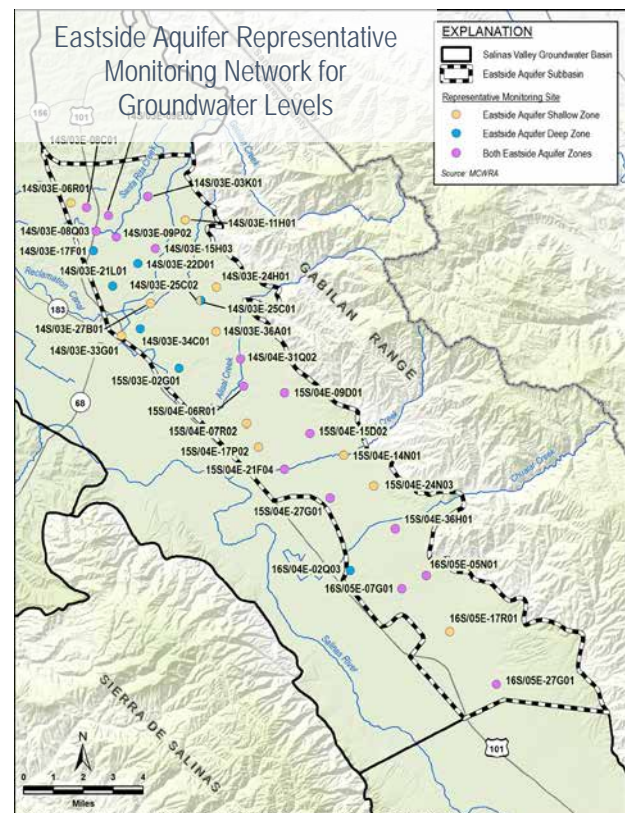 Eastside Aquifer Representative
Monitoring Network for
Groundwater Levels
EXPLANATION
Salinas Valley Groundwater Basin
Eastside Aquifer Subbasin
Representative Monitoring Site
Eastside Aquifer Shallow Zone
Eastside Aquifer Deep Zone
Both Eastside Aquifer Zones
Source: MCWRA
156
101
14S/03E-06R01
14S/03E-03K01
Santa Rita Creek
14S/03E-11H01
14S/03E-08Q03
14S/03E-09P02
14S/03E-17F01
14S/03E-15H03
14S/03E-21L01
14S/03E-22D01
Reclamation Canal
14S/03E-25C02
14S/03E-24H01
183
14S/03E-25C01
GABILAN RANGE
14S/03E-27B01
14S/03E-36A01
14S/03E-34C01
14S/03E-33G01
14S/04E-31Q02
15S/03E-02G01
Alisal Creek
15S/04E-09D01
68
15S/04E-06R01
15S/04E-07R02
15S/04E-15D02
Creek
15S/04E-17P02
15S/04E-14N01
Chualar Creek
15S/04E-21F04
15S/04E-24N03
15S/04E-27G01
15S/04E-36H01
16S/04E-02Q03
16S/05E-05N01
16S/05E-07G01
16S/05E-17R01
Salinas River
16S/05E-27G01
SIERRA DE SALINAS
N
101
0 1 2 3 4
Miles